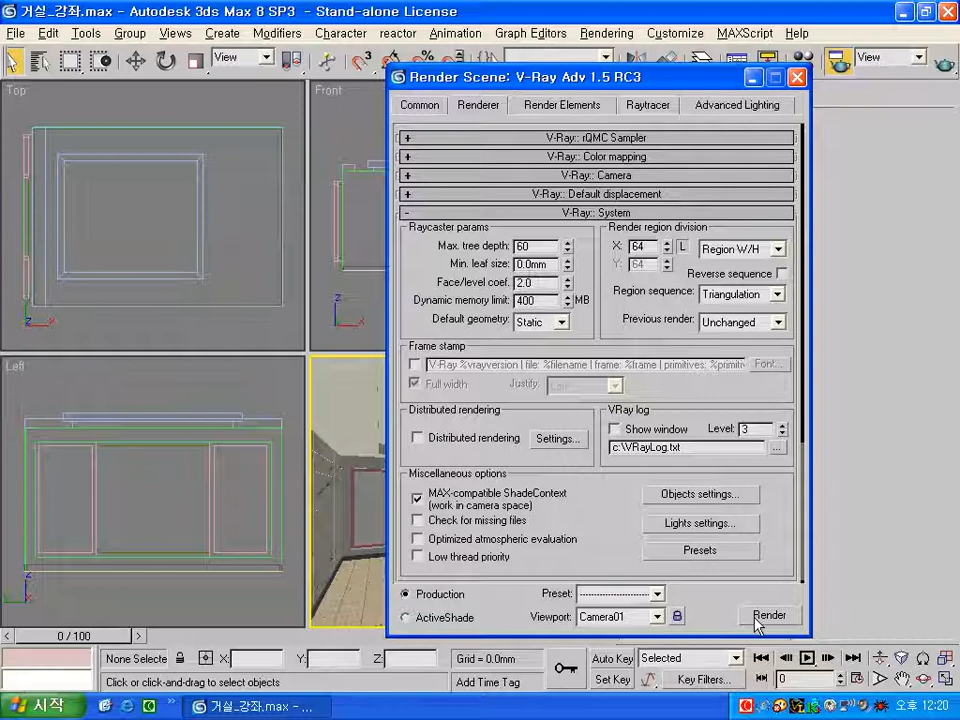 거실_강좌.max - Autodesk 3ds Max 8 SP3 - Stand-alone License
File Edit Tools Group Views Create Modifiers Character reactor Animation Graph Editors Rendering Customize MAXScript Help
View View
Render Scene: V-Ray Adv 1.5 RC3
Top Front
Common Renderer Render Elements Raytracer Advanced Lighting
+ V-Ray:: rQMC Sampler
+ V-Ray:: Color mapping
+ V-Ray:: Camera
+ V-Ray:: Default displacement
- V-Ray:: System
Raycaster params Render region division
Max. tree depth: 60 X: 64 L Region W/H
Min. leaf size: 0.0mm Y: 64
Face/level coef. 2.0 Reverse sequence
Dynamic memory limit: 400 MB Region sequence: Triangulation
Default geometry: Static Previous render: Unchanged
Frame stamp
V-Ray %vrayversion | file: %filename | frame: %frame | primitives: %primiti Font...
Full width Justify:
Left
Distributed rendering VRay log
Distributed rendering Settings... Show window Level: 3
c:\VRayLog.txt ...
Miscellaneous options
MAX-compatible ShadeContext
(work in camera space)
Objects settings...
Check for missing files Lights settings...
Optimized atmospheric evaluation
Low thread priority Presets
Production Preset: --------------------
ActiveShade Viewport: Camera01 Render
0 / 100
None Selecte X: Y: Z: Grid = 0.0mm Auto Key Selected
Click or click-and-drag to select objects Add Time Tag Set Key Key Filters... 0
시작 거실_강좌.max - ... 오후 12:20